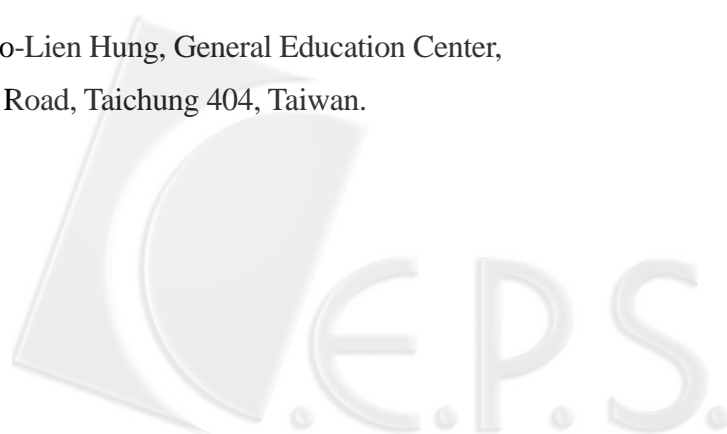 o-Lien Hung, General Education Center,
Road, Taichung 404, Taiwan.
C.E.P.S.